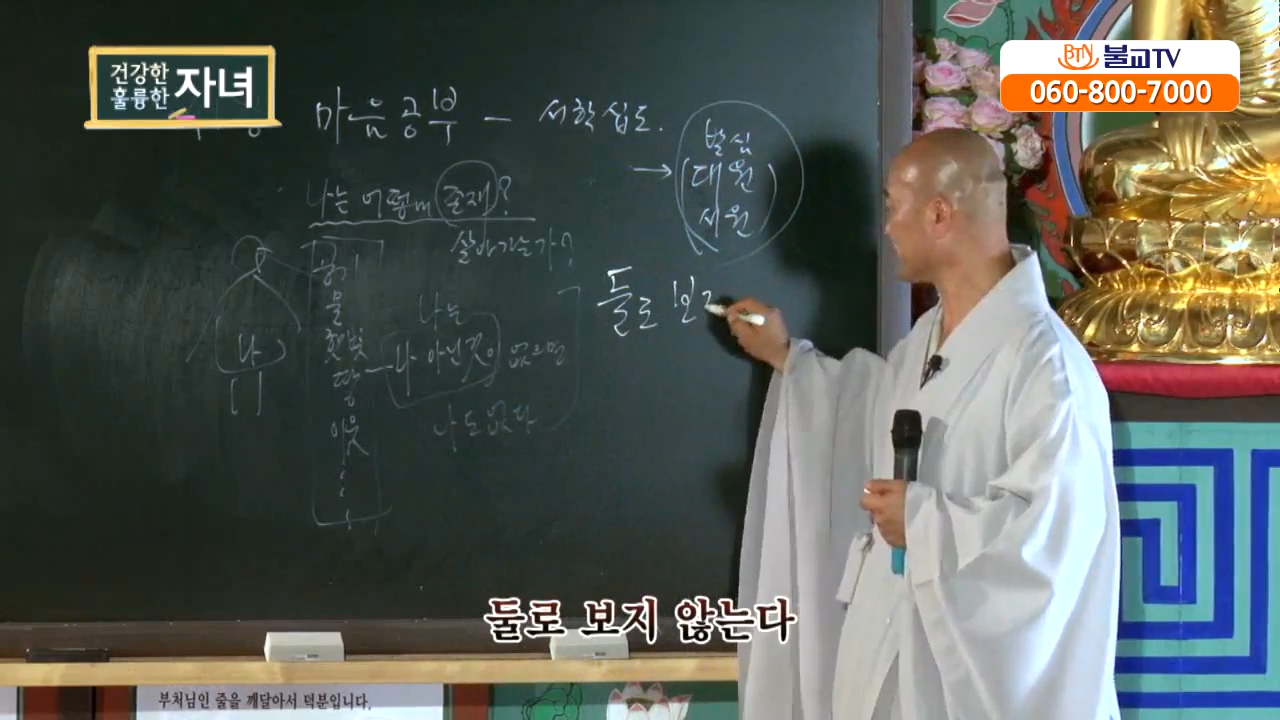 건강한
훌륭한 자녀
BTN 불교TV
060-800-7000
마음공부 - 서학십도.
발심
→ (대원)
세원
나는 어떻게 존재?
살아가는가?
공기
물
햇빛
땅
이웃
나
나는
나 아닌 것이 없으면
나도 없다
둘로 보지
둘로 보지 않는다
부처님인 줄을 깨달아서 덕분입니다.